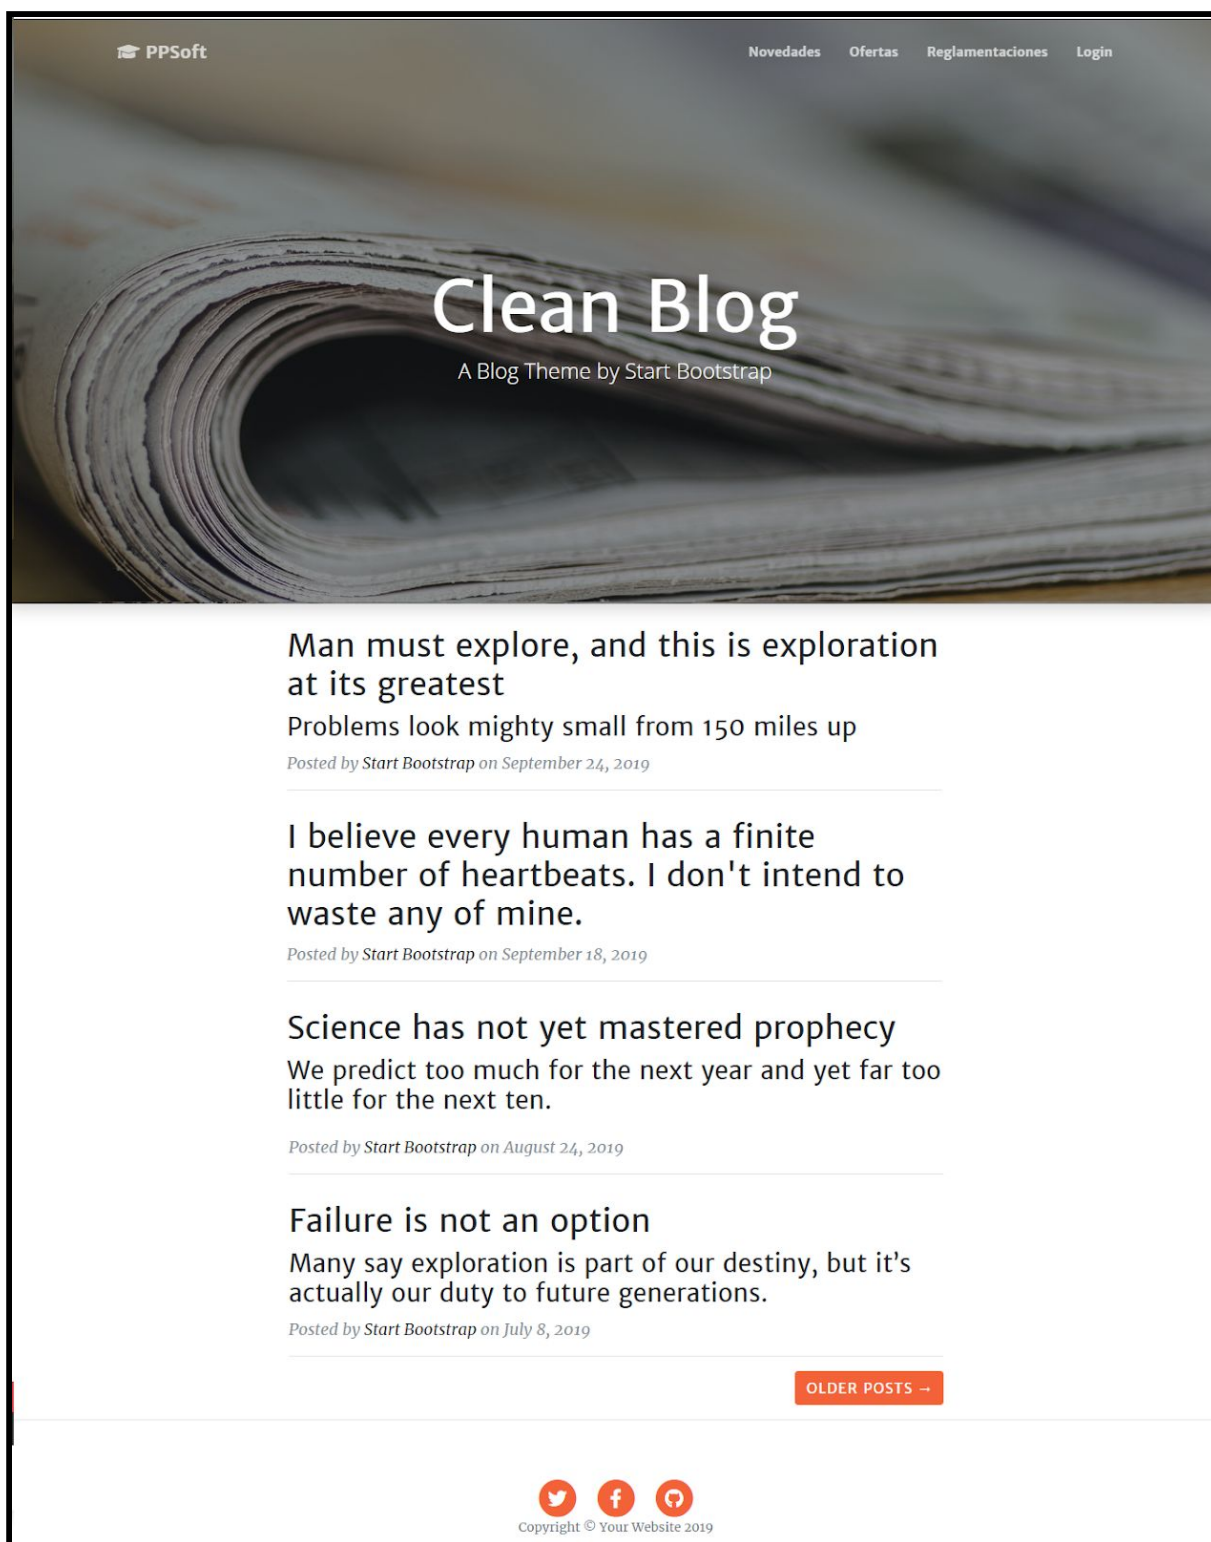 PPSoft
Novedades Ofertas Reglamentaciones Login
Clean Blog
A Blog Theme by Start Bootstrap
Man must explore, and this is exploration
at its greatest
Problems look mighty small from 150 miles up
Posted by Start Bootstrap on September 24, 2019
I believe every human has a finite
number of heartbeats. I don't intend to
waste any of mine.
Posted by Start Bootstrap on September 18, 2019
Science has not yet mastered prophecy
We predict too much for the next year and yet far too
little for the next ten.
Posted by Start Bootstrap on August 24, 2019
Failure is not an option
Many say exploration is part of our destiny, but it’s
actually our duty to future generations.
Posted by Start Bootstrap on July 8, 2019
OLDER POSTS →
Copyright © Your Website 2019